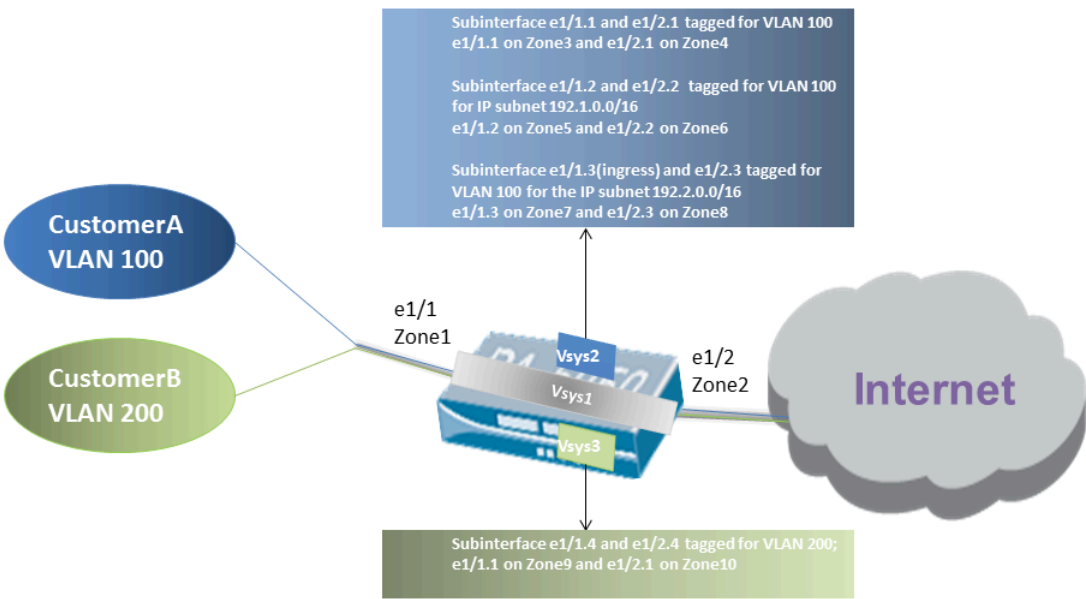 Subinterface e1/1.1 and e1/2.1 tagged for VLAN 100
e1/1.1 on Zone3 and e1/2.1 on Zone4
Subinterface e1/1.2 and e1/2.2 tagged for VLAN 100
for IP subnet 192.1.0.0/16
e1/1.2 on Zone5 and e1/2.2 on Zone6
Subinterface e1/1.3(ingress) and e1/2.3 tagged for
VLAN 100 for the IP subnet 192.2.0.0/16
e1/1.3 on Zone7 and e1/2.3 on Zone8
CustomerA
VLAN 100
CustomerB
VLAN 200
e1/1
Zone1
Vsys2
Vsys1
Vsys3
e1/2
Zone2
Internet
Subinterface e1/1.4 and e1/2.4 tagged for VLAN 200;
e1/1.1 on Zone9 and e1/2.1 on Zone10